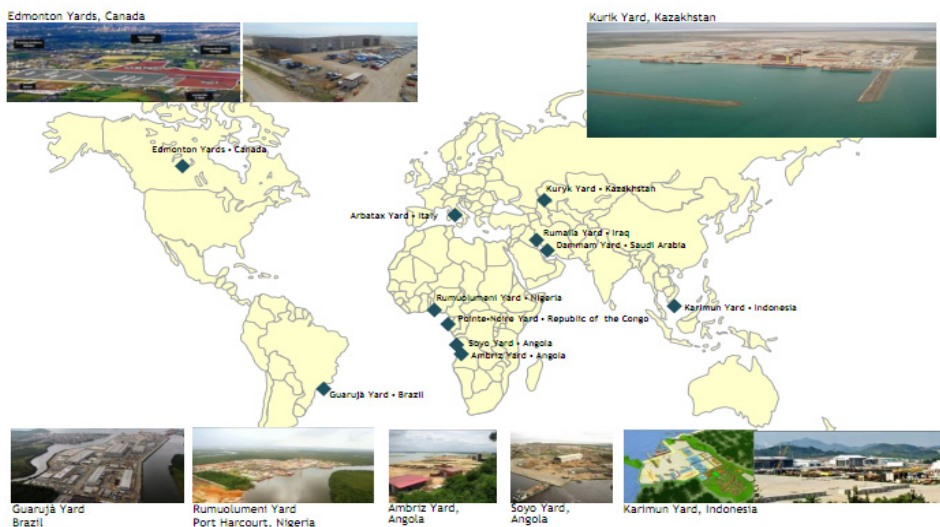 Edmonton Yards, Canada
Kurik Yard, Kazakhstan
Edmonton Yards • Canada
Kuryk Yard • Kazakhstan
Arbatax Yard • Italy
Rumaila Yard • Iraq
Dammam Yard • Saudi Arabia
Rumuolumeni Yard • Nigeria
Karimun Yard • Indonesia
Pointe-Noire Yard • Republic of the Congo
Soyo Yard • Angola
Ambriz Yard • Angola
Guarujà Yard • Brazil
Guarujà Yard
Brazil
Rumuolumeni Yard
Port Harcourt, Nigeria
Ambriz Yard,
Angola
Soyo Yard,
Angola
Karimun Yard, Indonesia